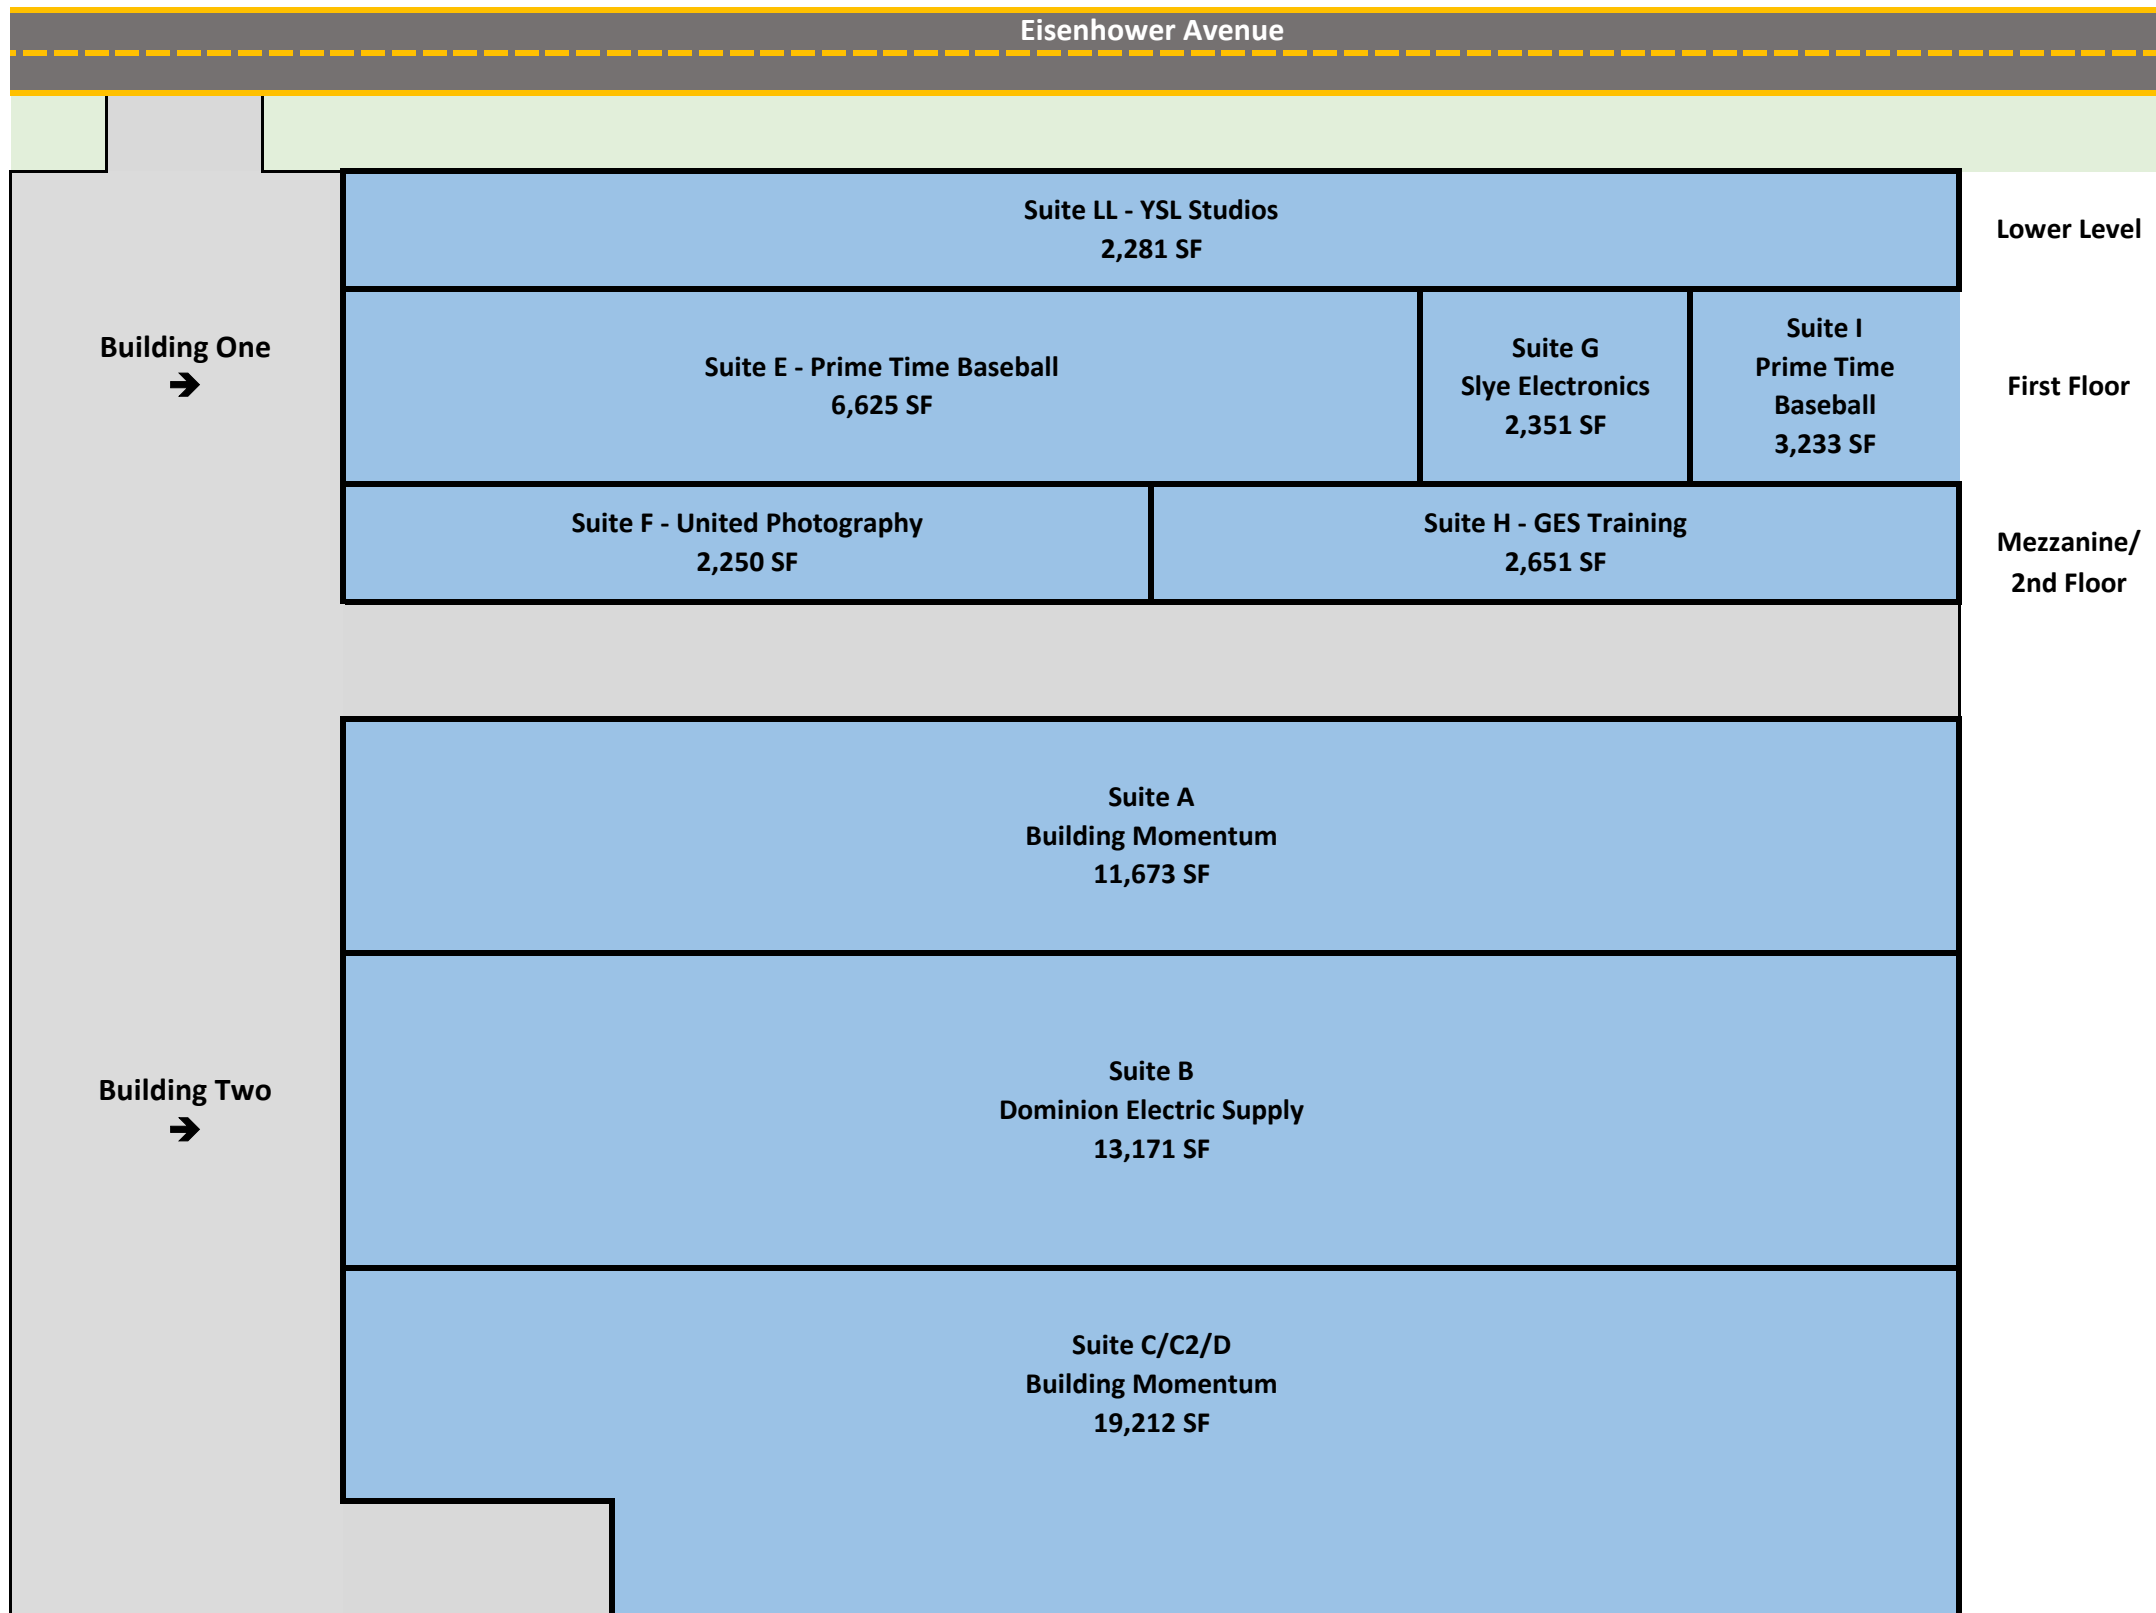 Eisenhower Avenue
Suite LL - YSL Studios
2,281 SF
Lower Level
Building One
➔
Suite E - Prime Time Baseball
6,625 SF
Suite G
Slye Electronics
2,351 SF
Suite I
Prime Time
Baseball
3,233 SF
First Floor
Suite F - United Photography
2,250 SF
Suite H - GES Training
2,651 SF
Mezzanine/
2nd Floor
Suite A
Building Momentum
11,673 SF
Building Two
➔
Suite B
Dominion Electric Supply
13,171 SF
Suite C/C2/D
Building Momentum
19,212 SF